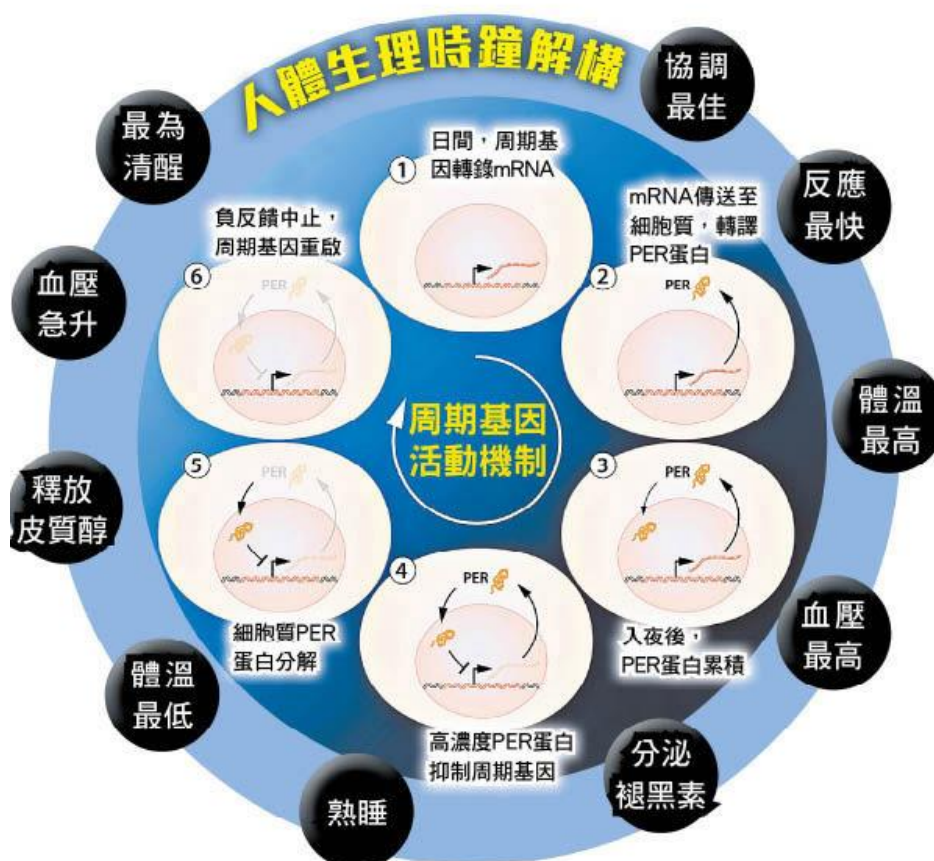 人體生理時鐘解構
協調
最佳
反應
最快
體溫
最高
血壓
最高
分泌
褪黑素
熟睡
體溫
最低
釋放
皮質醇
血壓
急升
最為
清醒
①
日間，周期基
因轉錄mRNA
②
mRNA傳送至
細胞質，轉譯
PER蛋白
PER
③
PER
入夜後，
PER蛋白累積
④
PER
高濃度PER蛋白
抑制周期基因
⑤
PER
細胞質PER
蛋白分解
⑥
負反饋中止，
周期基因重啟
PER
周期基因
活動機制